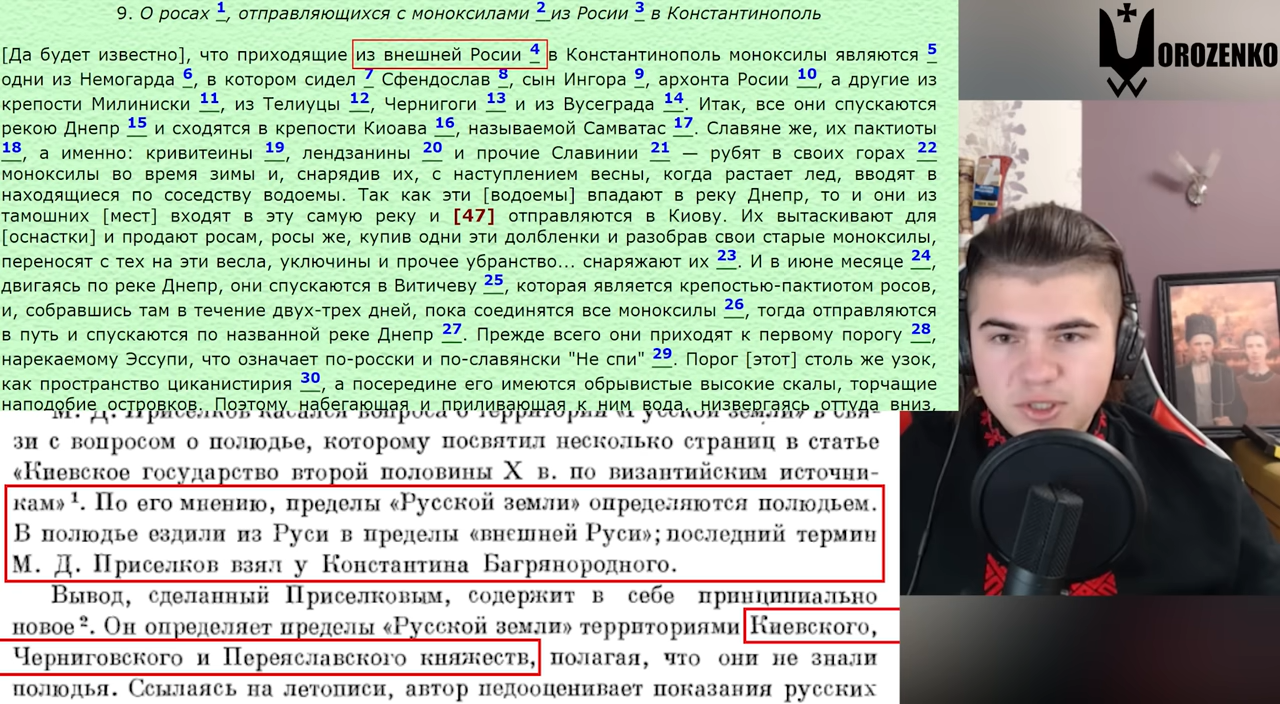 9. О росах 1, отправляющихся с моноксилами 2 из Росии 3 в Константинополь
[Да будет известно], что приходящие из внешней Росии 4 в Константинополь моноксилы являются 5
одни из Немогарда 6, в котором сидел 7 Сфендослав 8, сын Ингора 9, архонта Росии 10, а другие из
крепости Милиниски 11, из Телиуцы 12, Чернигоги 13 и из Вусеграда 14. Итак, все они спускаются
рекою Днепр 15 и сходятся в крепости Киоава 16, называемой Самватас 17. Славяне же, их пактиоты
18, а именно: кривитеины 19, лендзанины 20 и прочие Славинии 21 — рубят в своих горах 22
моноксилы во время зимы и, снарядив их, с наступлением весны, когда растает лед, вводят в
находящиеся по соседству водоемы. Так как эти [водоемы] впадают в реку Днепр, то и они из
тамошних [мест] входят в эту самую реку и [47] отправляются в Киову. Их вытаскивают для
[оснастки] и продают росам, росы же, купив одни эти долбленки и разобрав свои старые моноксилы,
переносят с тех на эти весла, уключины и прочее убранство... снаряжают их 23. И в июне месяце 24,
двигаясь по реке Днепр, они спускаются в Витичеву 25, которая является крепостью-пактиотом росов,
и, собравшись там в течение двух-трех дней, пока соединятся все моноксилы 26, тогда отправляются
в путь и спускаются по названной реке Днепр 27. Прежде всего они приходят к первому порогу 28,
нарекаемому Эссупи, что означает по-росски и по-славянски "Не спи" 29. Порог [этот] столь же узок,
как пространство циканистирия 30, а посередине его имеются обрывистые высокие скалы, торчащие
наподобие островков. Поэтому набегающая и приливающая к ним вода, низвергаясь оттуда вниз,
М. Д. Приселков касался вопроса о территории «Русской земли» в свя-
зи с вопросом о полюдье, которому посвятил несколько страниц в статье
«Киевское государство второй половины X в. по византийским источни-
кам» 1. По его мнению, пределы «Русской земли» определяются полюдьем.
В полюдье ездили из Руси в пределы «внешней Руси»; последний термин
М. Д. Приселков взял у Константина Багрянородного.
Вывод, сделанный Приселковым, содержит в себе принципиально
новое 2. Он определяет пределы «Русской земли» территориями Киевского,
Черниговского и Переяславского княжеств, полагая, что они не знали
полюдья. Ссылаясь на летописи, автор недооценивает показания русских
OROZENKO